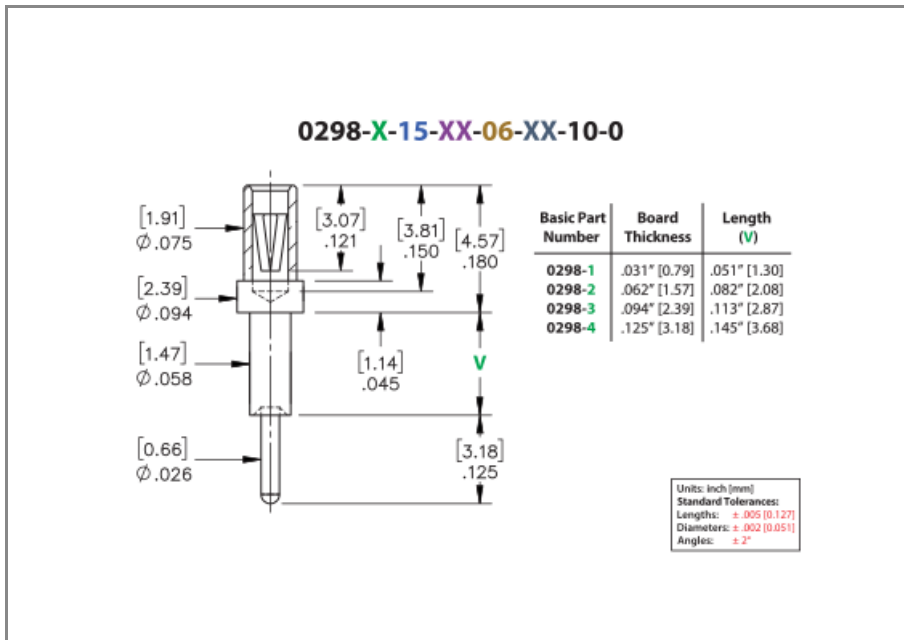 0298-X-15-XX-06-XX-10-0
[1.91]
Ø.075
[2.39]
Ø.094
[1.47]
Ø.058
[0.66]
Ø.026
[3.07]
.121
[3.81]
.150
[4.57]
.180
[1.14]
.045
V
[3.18]
.125
Basic Part Number Board Thickness Length (V)
0298-1 .031" [0.79] .051" [1.30]
0298-2 .062" [1.57] .082" [2.08]
0298-3 .094" [2.39] .113" [2.87]
0298-4 .125" [3.18] .145" [3.68]
Units: inch [mm]
Standard Tolerances:
Lengths: ± .005 [0.127]
Diameters: ± .002 [0.051]
Angles: ± 2°